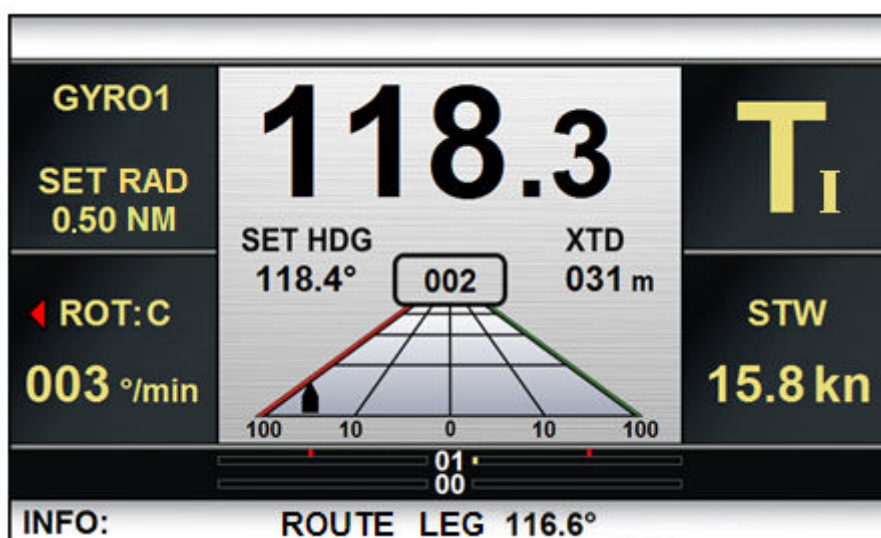 GYRO1
SET RAD
0.50 NM
118.3
T I
SET HDG
118.4°
XTD
031 m
002
ROT:C
003 °/min
STW
15.8 kn
100 10 0 10 100
01
00
INFO: ROUTE LEG 116.6°